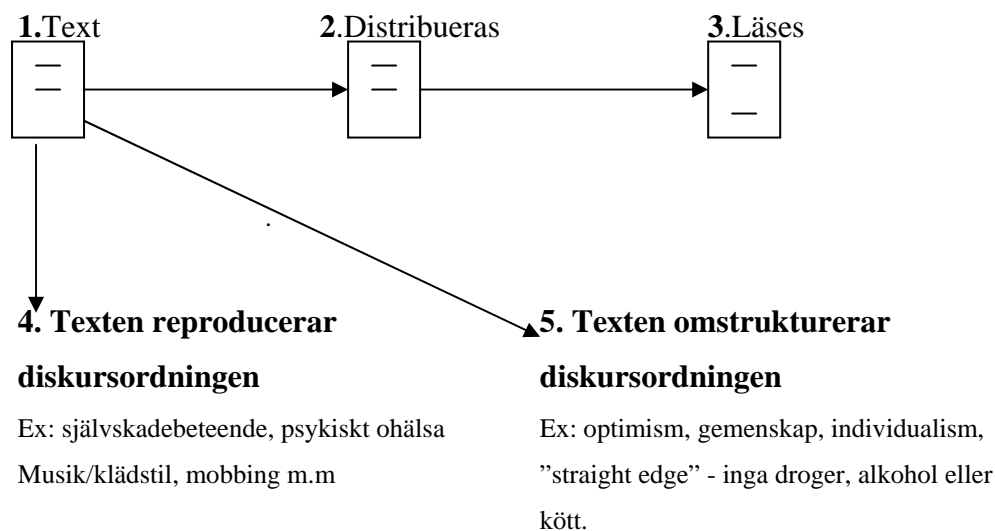 1.Text 2.Distribueras 3.Läses
4. Texten reproducerar
diskursordningen
Ex: självskadebeteende, psykiskt ohälsa
Musik/klädstil, mobbing m.m
5. Texten omstrukturerar
diskursordningen
Ex: optimism, gemenskap, individualism,
”straight edge” - inga droger, alkohol eller
kött.